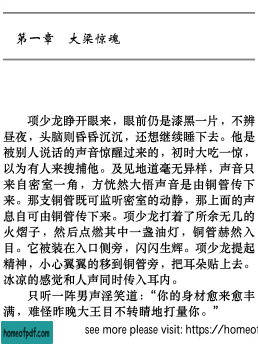 第一章　大梁惊魂
项少龙睁开眼来，眼前仍是漆黑一片，不辨
昼夜，头脑则昏昏沉沉，还想继续睡下去。他是
被别人说话的声音惊醒过来的，初时大吃一惊，
以为有人来搜捕他。及见地道毫无异样，声音只
来自密室一角，方恍然大悟声音是由铜管传下
来。那支铜管既可监听密室的动静，那上面的声
息自可由铜管传下来。项少龙打着了所余无几的
火熠子，然后点燃其中一盏油灯，铜管赫然入
目。它被装在入口侧旁，闪闪生辉。项少龙提起
精神，小心翼翼的移到铜管旁，把耳朵贴上去。
冰凉的感觉和人声同时传入耳内。
只听一阵男声淫笑道：“你的身材愈来愈丰
满，难怪昨晚大王目不转睛地打量你。”
homeofpdf.com
see more please visit: https://homeof